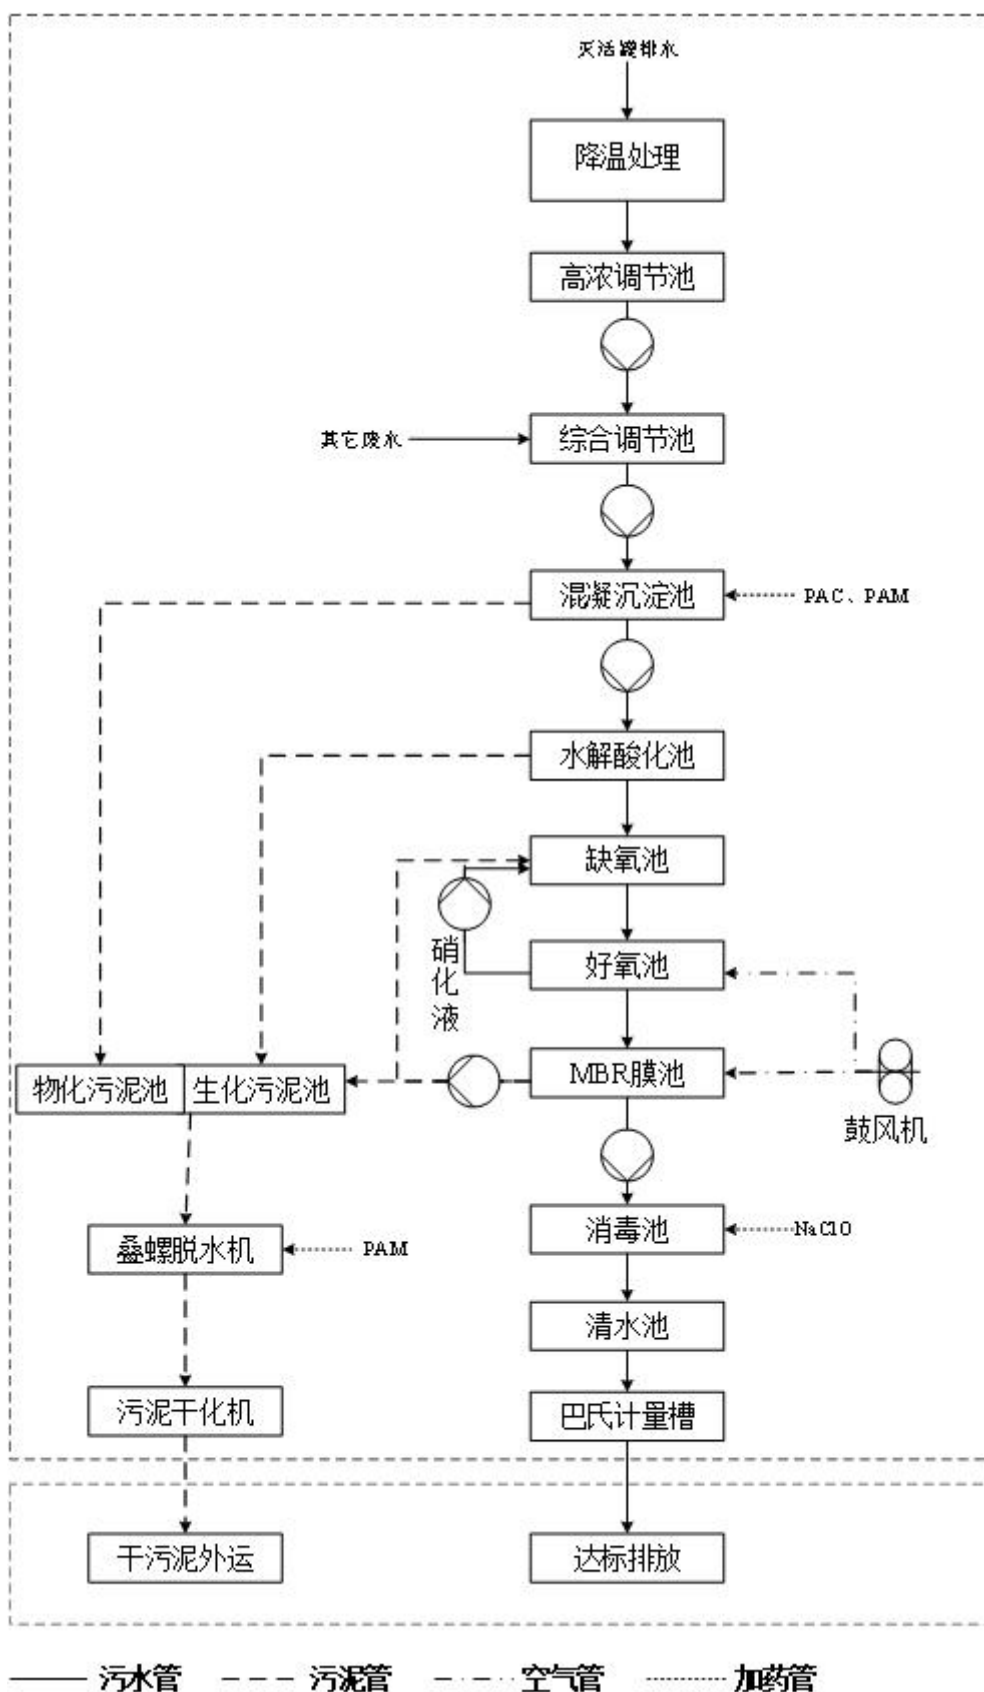 灭活罐排水
降温处理
高浓调节池
其它废水
综合调节池
混凝沉淀池
PAC、PAM
水解酸化池
缺氧池
硝化液
好氧池
物化污泥池
生化污泥池
MBR膜池
鼓风机
消毒池
NaClO
叠螺脱水机
PAM
清水池
污泥干化机
巴氏计量槽
干污泥外运
达标排放
污水管
污泥管
空气管
加药管